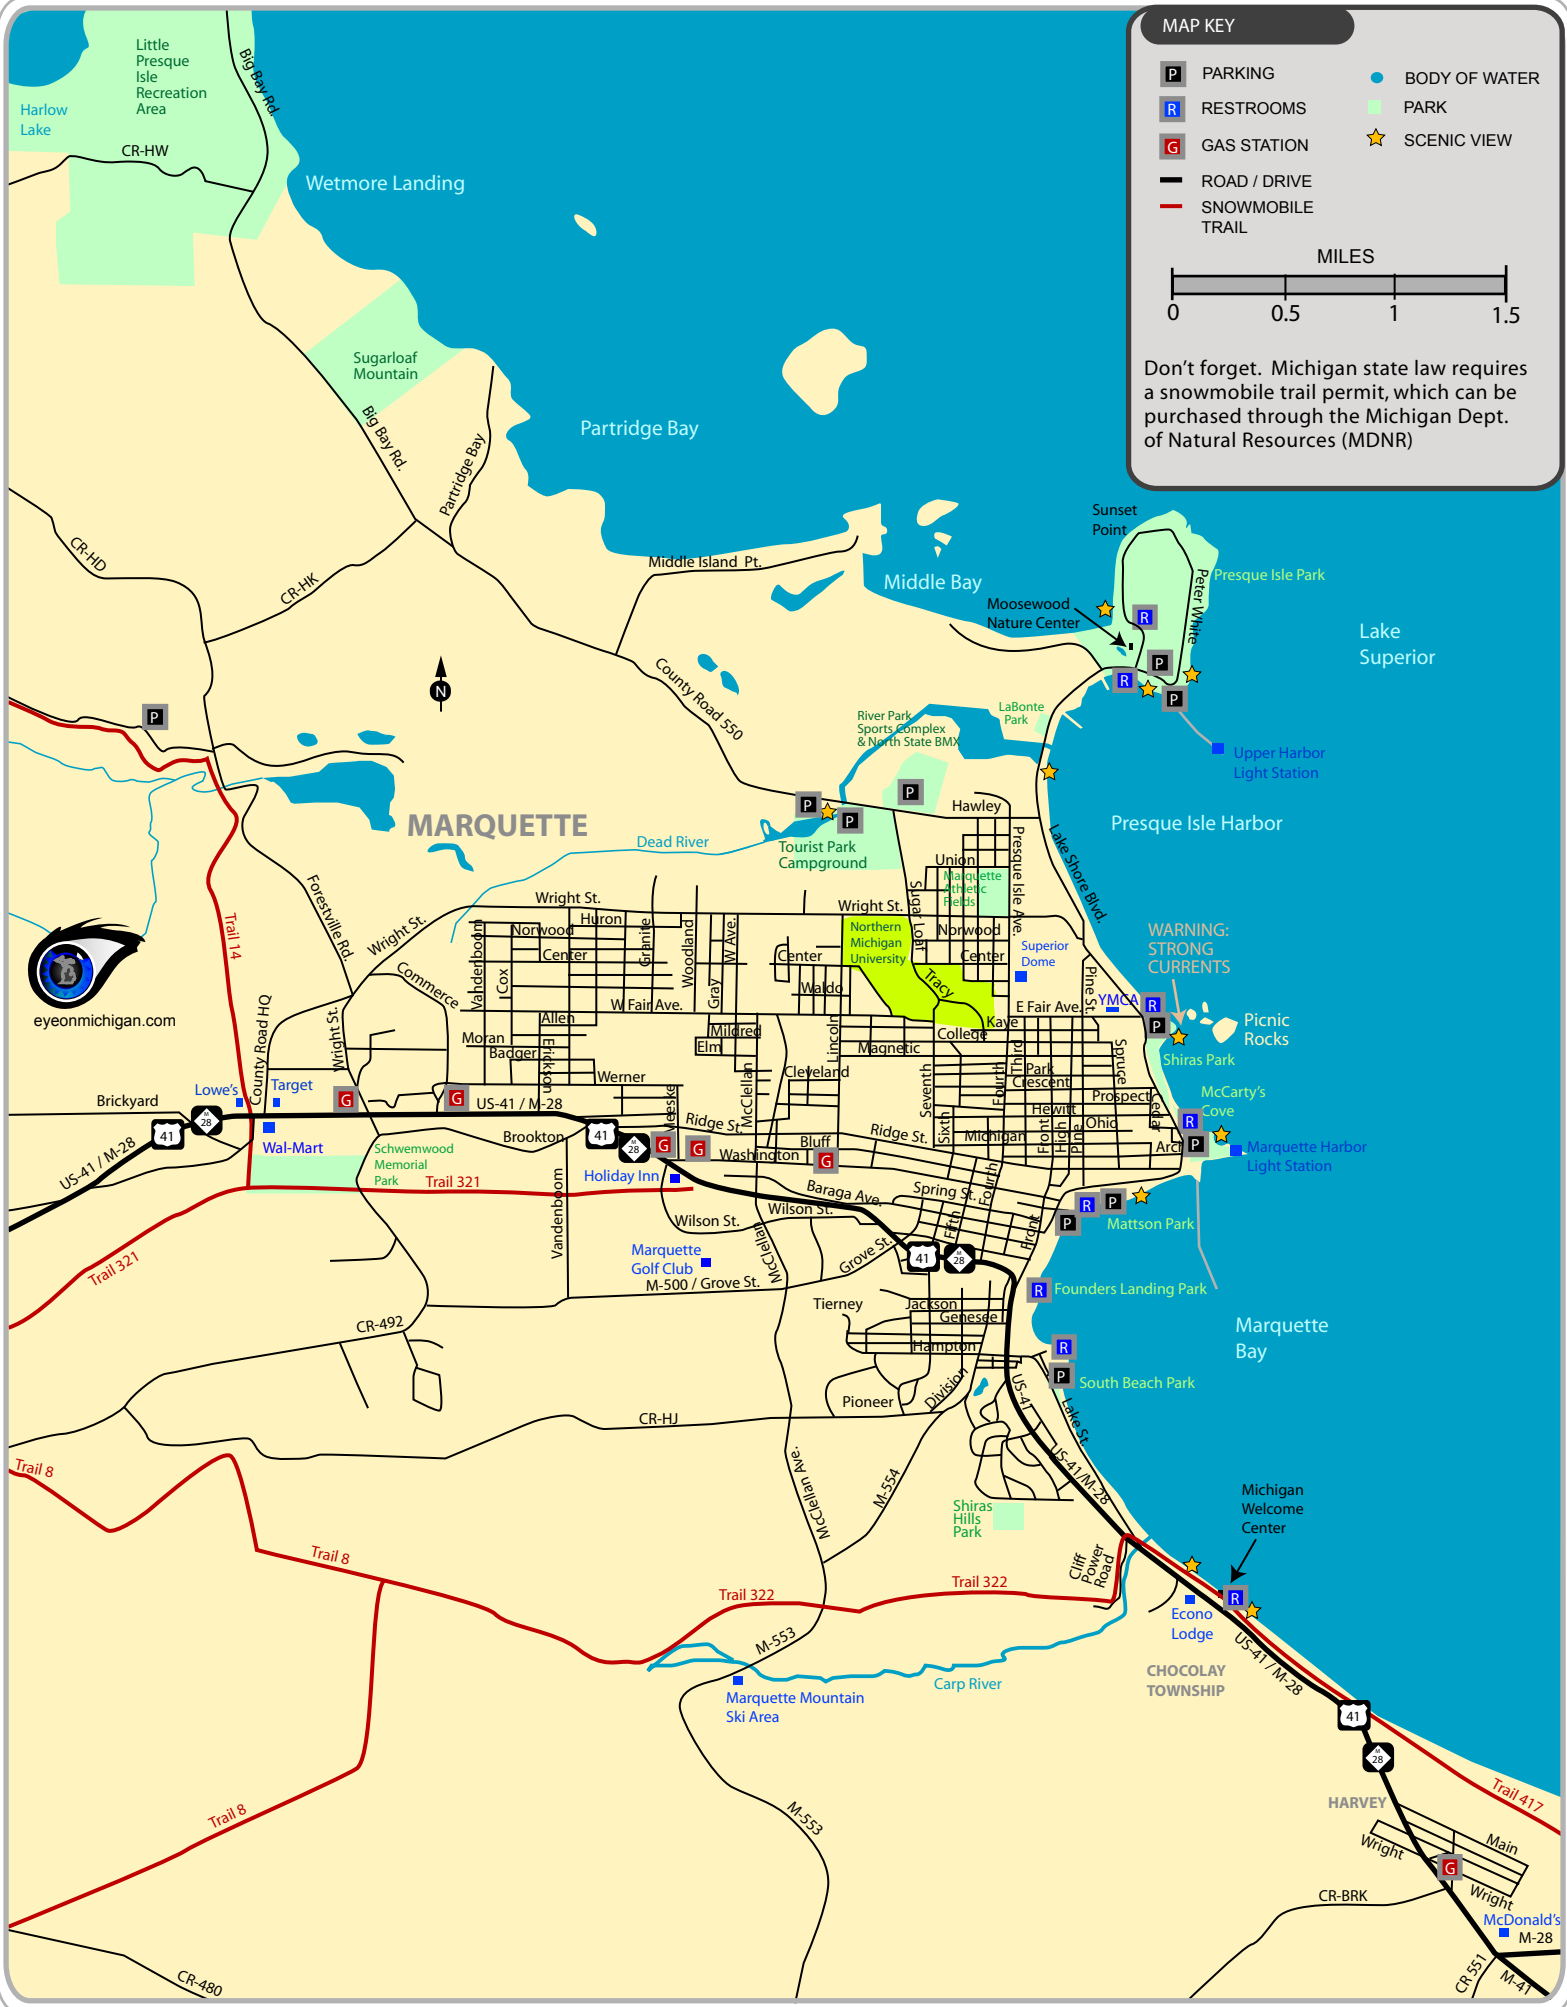 MAP KEY
P PARKING
R RESTROOMS
G GAS STATION
ROAD / DRIVE
SNOWMOBILE
TRAIL
BODY OF WATER
PARK
SCENIC VIEW
MILES
0 0.5 1 1.5
Don't forget. Michigan state law requires
a snowmobile trail permit, which can be
purchased through the Michigan Dept.
of Natural Resources (MDNR)
Little
Presque
Isle
Recreation
Area
Harlow
Lake
Big Bay Rd.
CR-HW
Wetmore Landing
Sugarloaf
Mountain
Big Bay Rd.
Partridge Bay
Partridge Bay
CR-HD
CR-HK
Middle Island Pt.
Middle Bay
Sunset
Point
Presque Isle Park
Peter White
Moosewood
Nature Center
R
P
R
P
Lake
Superior
N
P
County Road 550
River Park
Sports Complex
& North State BMX
LaBonte
Park
Upper Harbor
Light Station
MARQUETTE
Dead River
P
P
P
Tourist Park
Campground
Hawley
Presque Isle Harbor
Lake Shore Blvd.
Presque Isle Ave.
Union
Marquette
Athletic
Fields
Sugar Loaf
Forestville Rd.
Trail 14
Wright St.
Wright St.
Wright St.
Huron
Norwood
Center
Vandenboom
Cox
Granite
Woodland
Gray
W Ave.
Center
Waldo
Northern
Michigan
University
Norwood
Center
Tracy
Superior
Dome
Pine St.
YMCA
R
P
WARNING:
STRONG
CURRENTS
Picnic
Rocks
Shiras Park
eyeonmichigan.com
Commerce
County Road HQ
Wright St.
W Fair Ave.
E Fair Ave.
Allen
Moran
Badger
Erickson
Mildred
Elm
Lincoln
Magnetic
College
Kaye
Third
Spruce
Werner
Meeske
McClellan
Cleveland
Seventh
Fourth
Park
Crescent
Prospect
Hewitt
Ohio
Cedar
McCarty's
Cove
R
P
Lowe's
Target
G
G
Brickyard
41
M
28
US-41 / M-28
US-41 / M-28
Wal-Mart
Brookton
41
M
28
G
G
G
Ridge St.
Bluff
Washington
Ridge St.
Sixth
Michigan
Front
High
Pine
Arch
Marquette Harbor
Light Station
Schwemwood
Memorial
Park
Trail 321
Holiday Inn
Vandenboom
Baraga Ave.
Spring St.
Fourth
Fifth
Front
P
R
P
Mattson Park
Trail 321
Wilson St.
Wilson St.
Marquette
Golf Club
McClellan
Grove St.
41
M
28
M-500 / Grove St.
R
Founders Landing Park
CR-492
Tierney
Jackson
Genesee
Hampton
Marquette
Bay
R
P
South Beach Park
Pioneer
Division
US-41
Lake St.
CR-HJ
Trail 8
McClellan Ave.
M-554
US-41/M-28
Shiras
Hills
Park
Michigan
Welcome
Center
Trail 8
Cliff
Power
Road
Trail 322
Trail 322
R
Econo
Lodge
M-553
Carp River
Marquette Mountain
Ski Area
CHOCOLAY
TOWNSHIP
US-41 / M-28
41
M
28
Trail 8
M-553
HARVEY
Trail 417
Wright
Main
G
Wright
CR-BRK
McDonald's
M-28
CR 551
M-41
CR-480